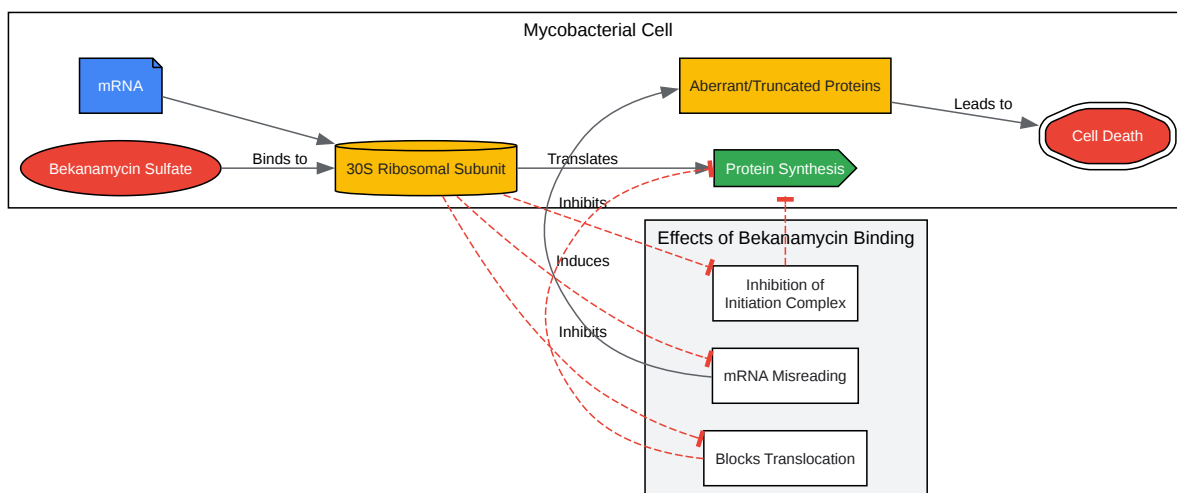 Mycobacterial Cell
mRNA
Aberrant/Truncated Proteins
Leads to
Cell Death
Bekanamycin Sulfate
Binds to
30S Ribosomal Subunit
Translates
Protein Synthesis
Inhibits
Effects of Bekanamycin Binding
Induces
Inhibition of
Initiation Complex
Inhibits
mRNA Misreading
Blocks Translocation